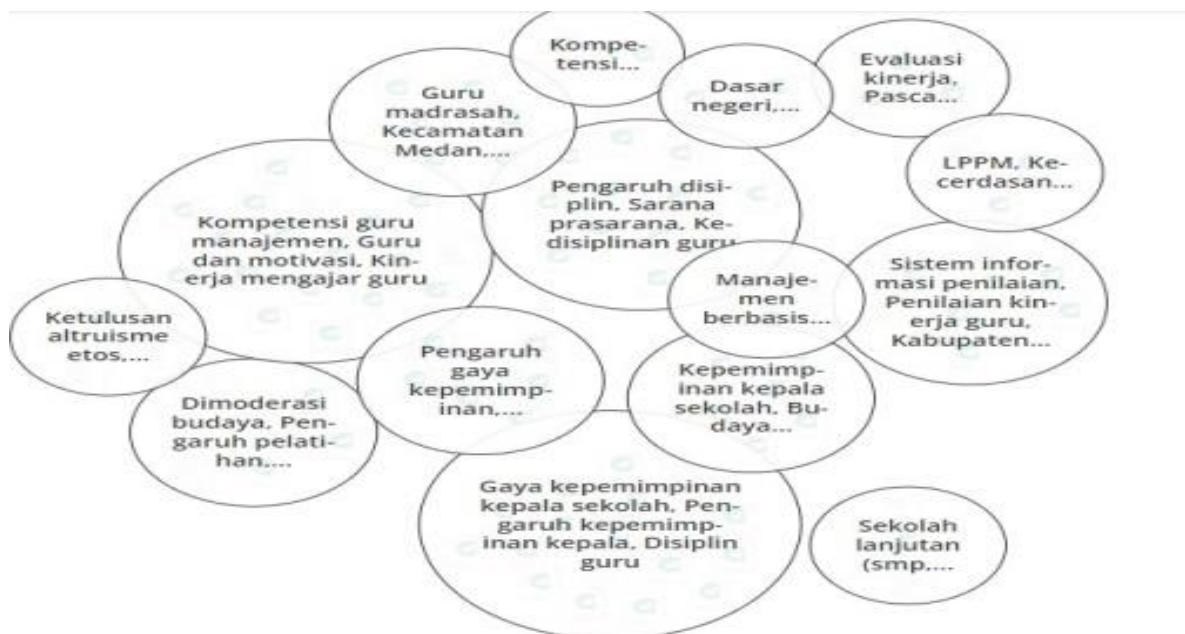 Kompe-
tensi...
Evaluasi
kinerja,
Pasca...
Dasar
negeri,...
Guru
madrasah,
Kecamatan
Medan,...
LPPM, Ke-
cerdasan...
Pengaruh disi-
plin, Sarana
prasarana, Ke-
disiplinan guru
Kompetensi guru
manajemen, Guru
dan motivasi, Kin-
erja mengajar guru
Sistem infor-
masi penilaian,
Penilaian kin-
erja guru,
Kabupaten...
Manaje-
men
berbasis...
Ketulusan
altruisme
etos,...
Pengaruh
gaya
kepemimp-
inan,...
Kepemimp-
inan kepala
sekolah, Bu-
daya...
Dimoderasi
budaya, Pen-
garuh pelati-
han,...
Gaya kepemimpinan
kepala sekolah, Pen-
garuh kepemimp-
inan kepala, Disiplin
guru
Sekolah
lanjutan
(smp,...